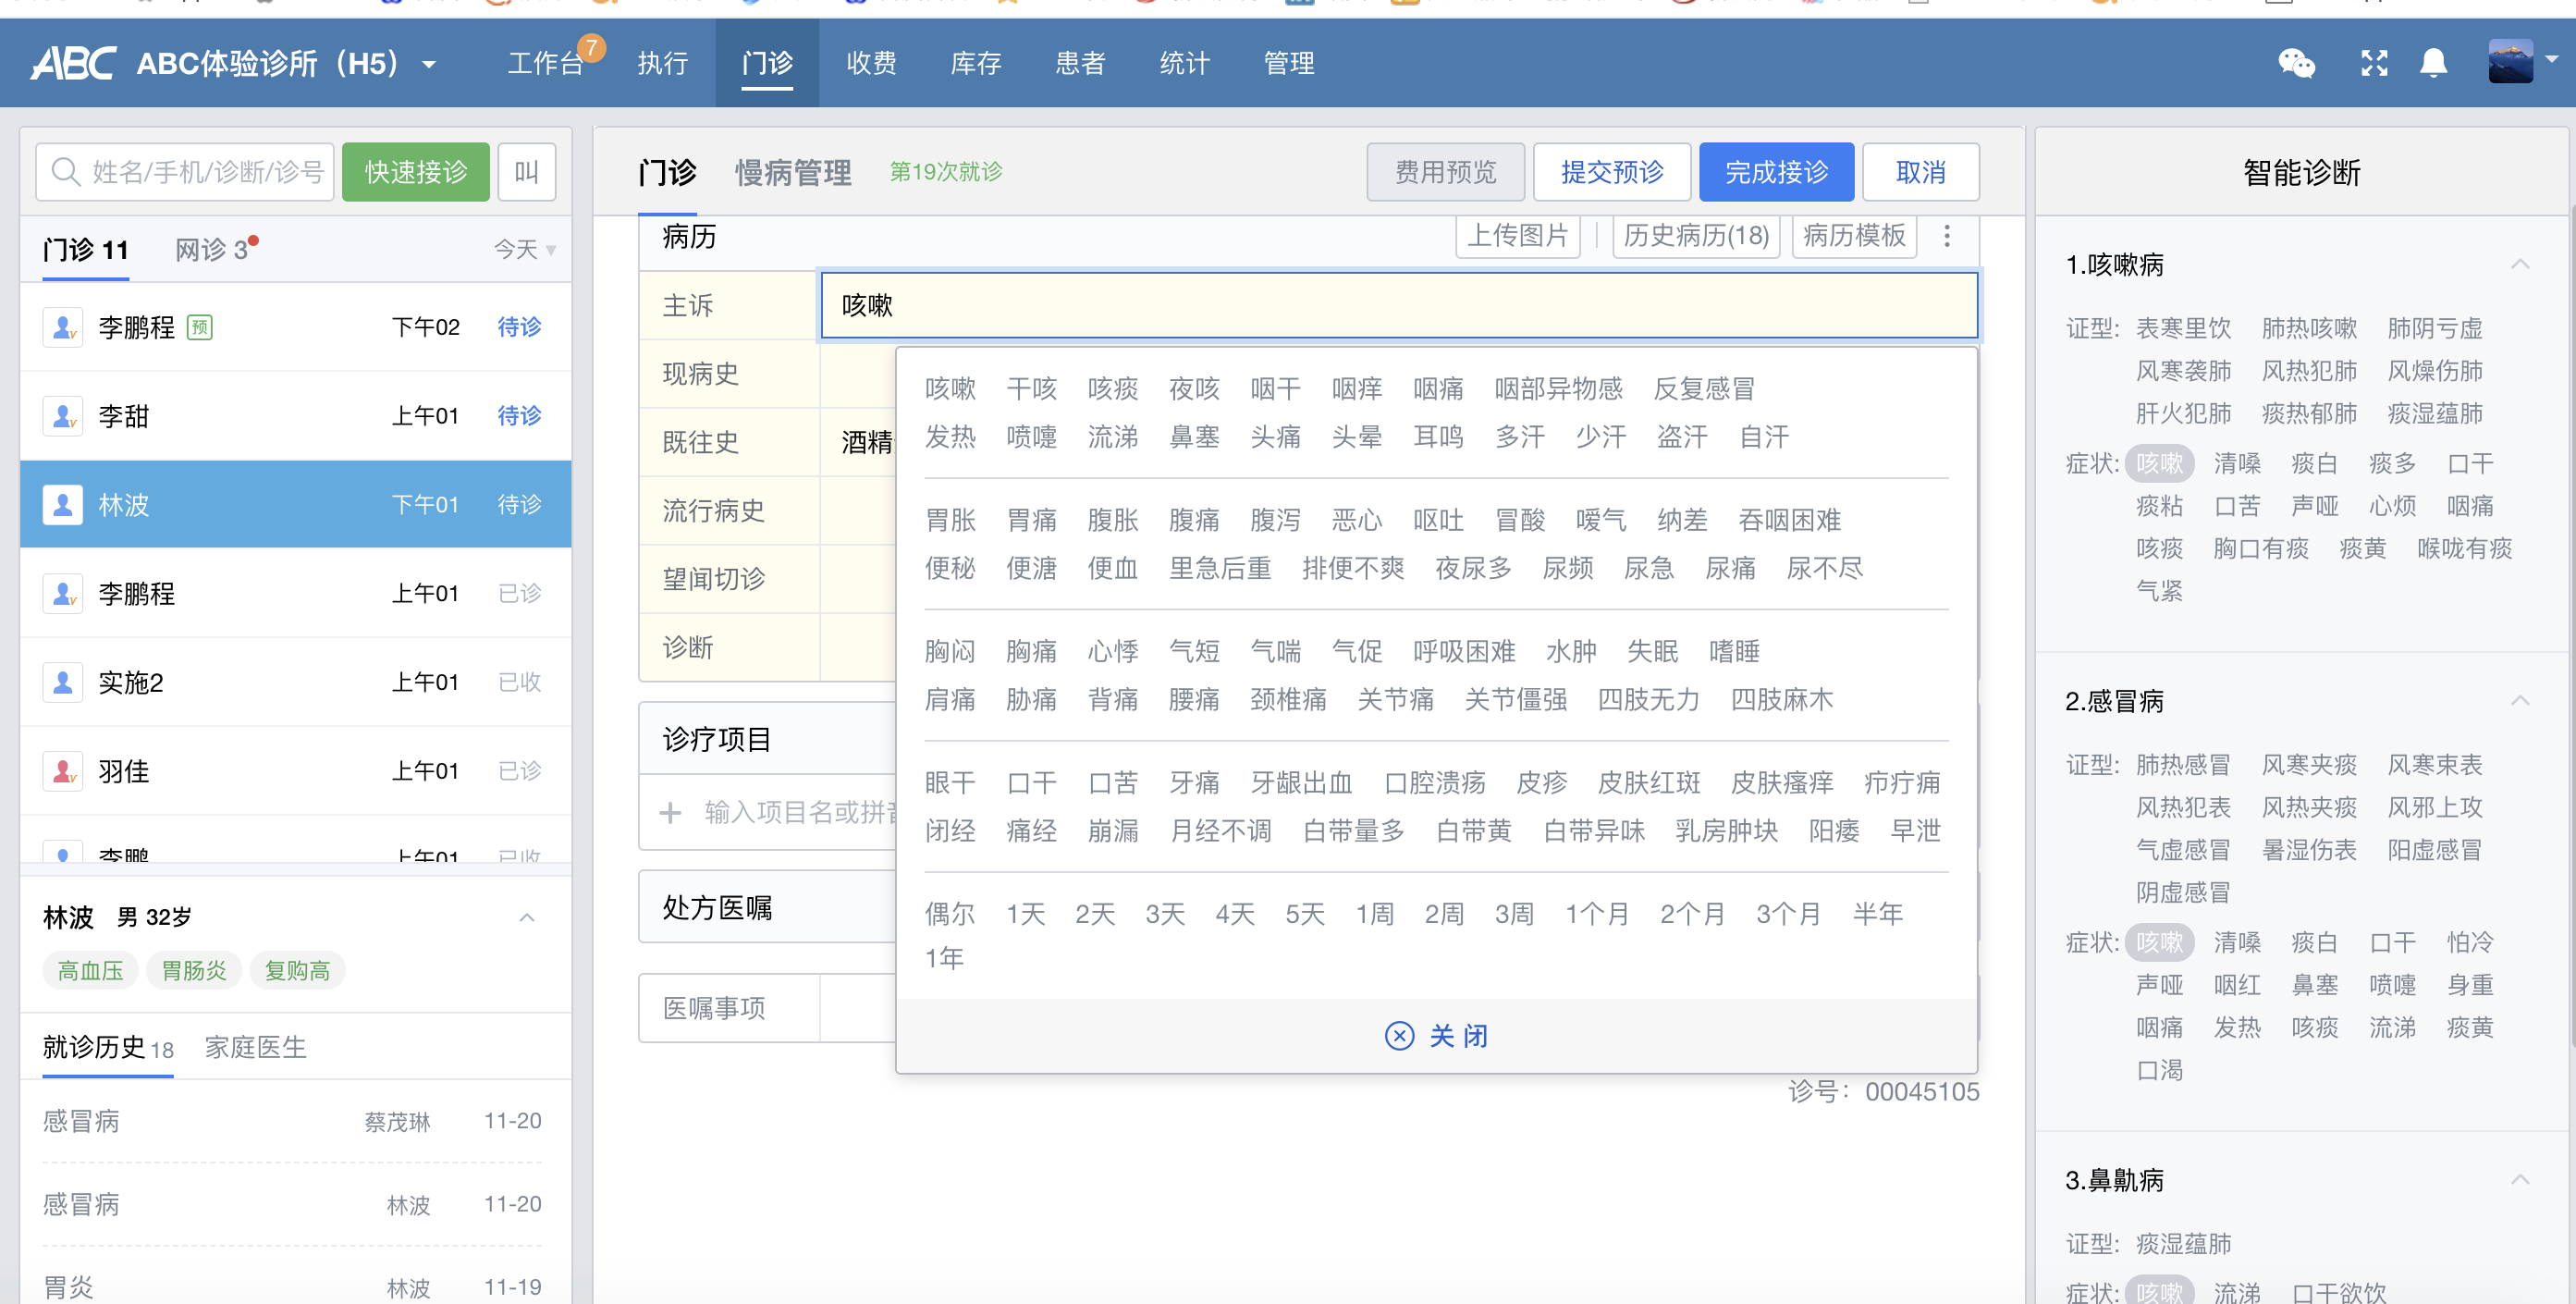 ABC ABC体验诊所（H5） 工作台 7 执行 门诊 收费 库存 患者 统计 管理
姓名/手机/诊断/诊号 快速接诊 叫
门诊 11 网诊 3 今天
李鹏程 预 下午02 待诊
李甜 上午01 待诊
林波 下午01 待诊
李鹏程 上午01 已诊
实施2 上午01 已收
羽佳 上午01 已诊
李鹏 上午01 已收
林波 男 32岁
高血压 胃肠炎 复购高
就诊历史 18 家庭医生
感冒病 蔡茂琳 11-20
感冒病 林波 11-20
胃炎 林波 11-19
门诊 慢病管理 第19次就诊 费用预览 提交预诊 完成接诊 取消
病历 上传图片 历史病历(18) 病历模板
主诉 咳嗽
现病史
既往史 酒精
流行病史
望闻切诊
诊断
诊疗项目
输入项目名或拼音
处方医嘱
医嘱事项
咳嗽 干咳 咳痰 夜咳 咽干 咽痒 咽痛 咽部异物感 反复感冒
发热 喷嚏 流涕 鼻塞 头痛 头晕 耳鸣 多汗 少汗 盗汗 自汗
胃胀 胃痛 腹胀 腹痛 腹泻 恶心 呕吐 冒酸 嗳气 纳差 吞咽困难
便秘 便溏 便血 里急后重 排便不爽 夜尿多 尿频 尿急 尿痛 尿不尽
胸闷 胸痛 心悸 气短 气喘 气促 呼吸困难 水肿 失眠 嗜睡
肩痛 胁痛 背痛 腰痛 颈椎痛 关节痛 关节僵强 四肢无力 四肢麻木
眼干 口干 口苦 牙痛 牙龈出血 口腔溃疡 皮疹 皮肤红斑 皮肤瘙痒 疖疔痈
闭经 痛经 崩漏 月经不调 白带量多 白带黄 白带异味 乳房肿块 阳痿 早泄
偶尔 1天 2天 3天 4天 5天 1周 2周 3周 1个月 2个月 3个月 半年
1年
关 闭
诊号： 00045105
智能诊断
1.咳嗽病
证型: 表寒里饮 肺热咳嗽 肺阴亏虚
风寒袭肺 风热犯肺 风燥伤肺
肝火犯肺 痰热郁肺 痰湿蕴肺
症状: 咳嗽 清嗓 痰白 痰多 口干
痰粘 口苦 声哑 心烦 咽痛
咳痰 胸口有痰 痰黄 喉咙有痰
气紧
2.感冒病
证型: 肺热感冒 风寒夹痰 风寒束表
风热犯表 风热夹痰 风邪上攻
气虚感冒 暑湿伤表 阳虚感冒
阴虚感冒
症状: 咳嗽 清嗓 痰白 口干 怕冷
声哑 咽红 鼻塞 喷嚏 身重
咽痛 发热 咳痰 流涕 痰黄
口渴
3.鼻鼽病
证型: 痰湿蕴肺
症状: 咳嗽 流涕 口干欲饮